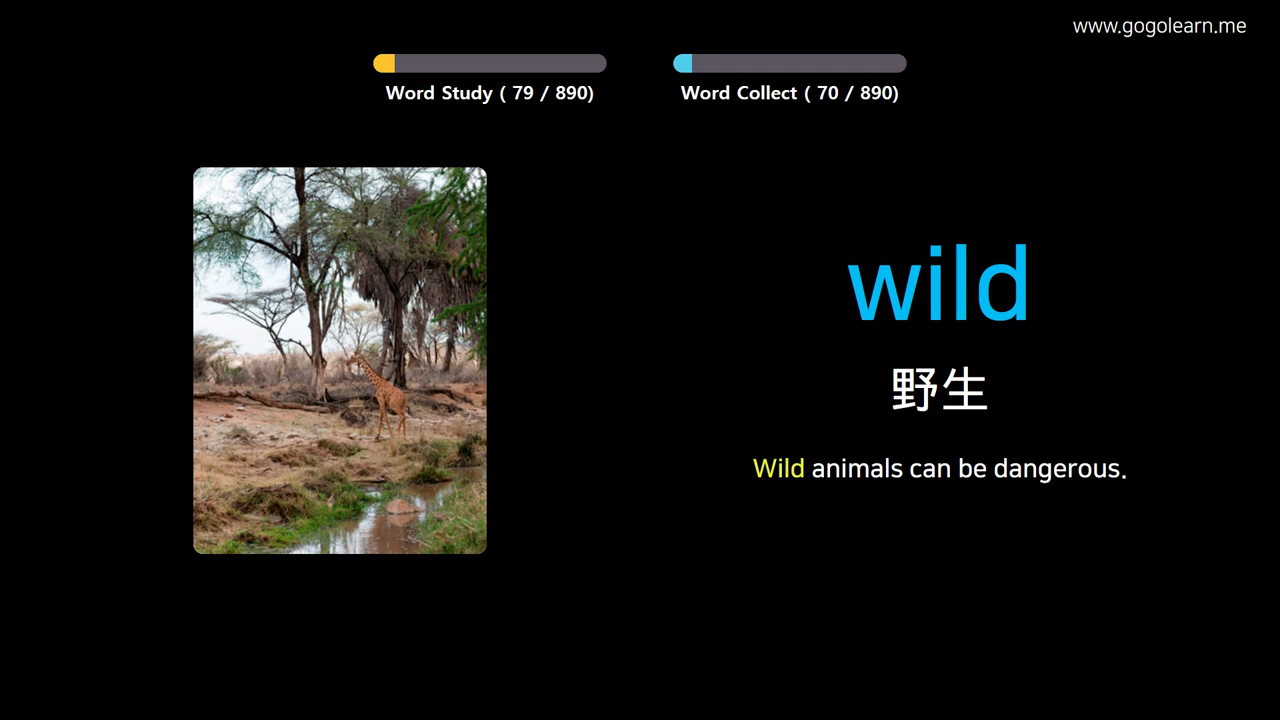 www.gogolearn.me
Word Study ( 79 / 890)
Word Collect ( 70 / 890)
wild
野生
Wild animals can be dangerous.